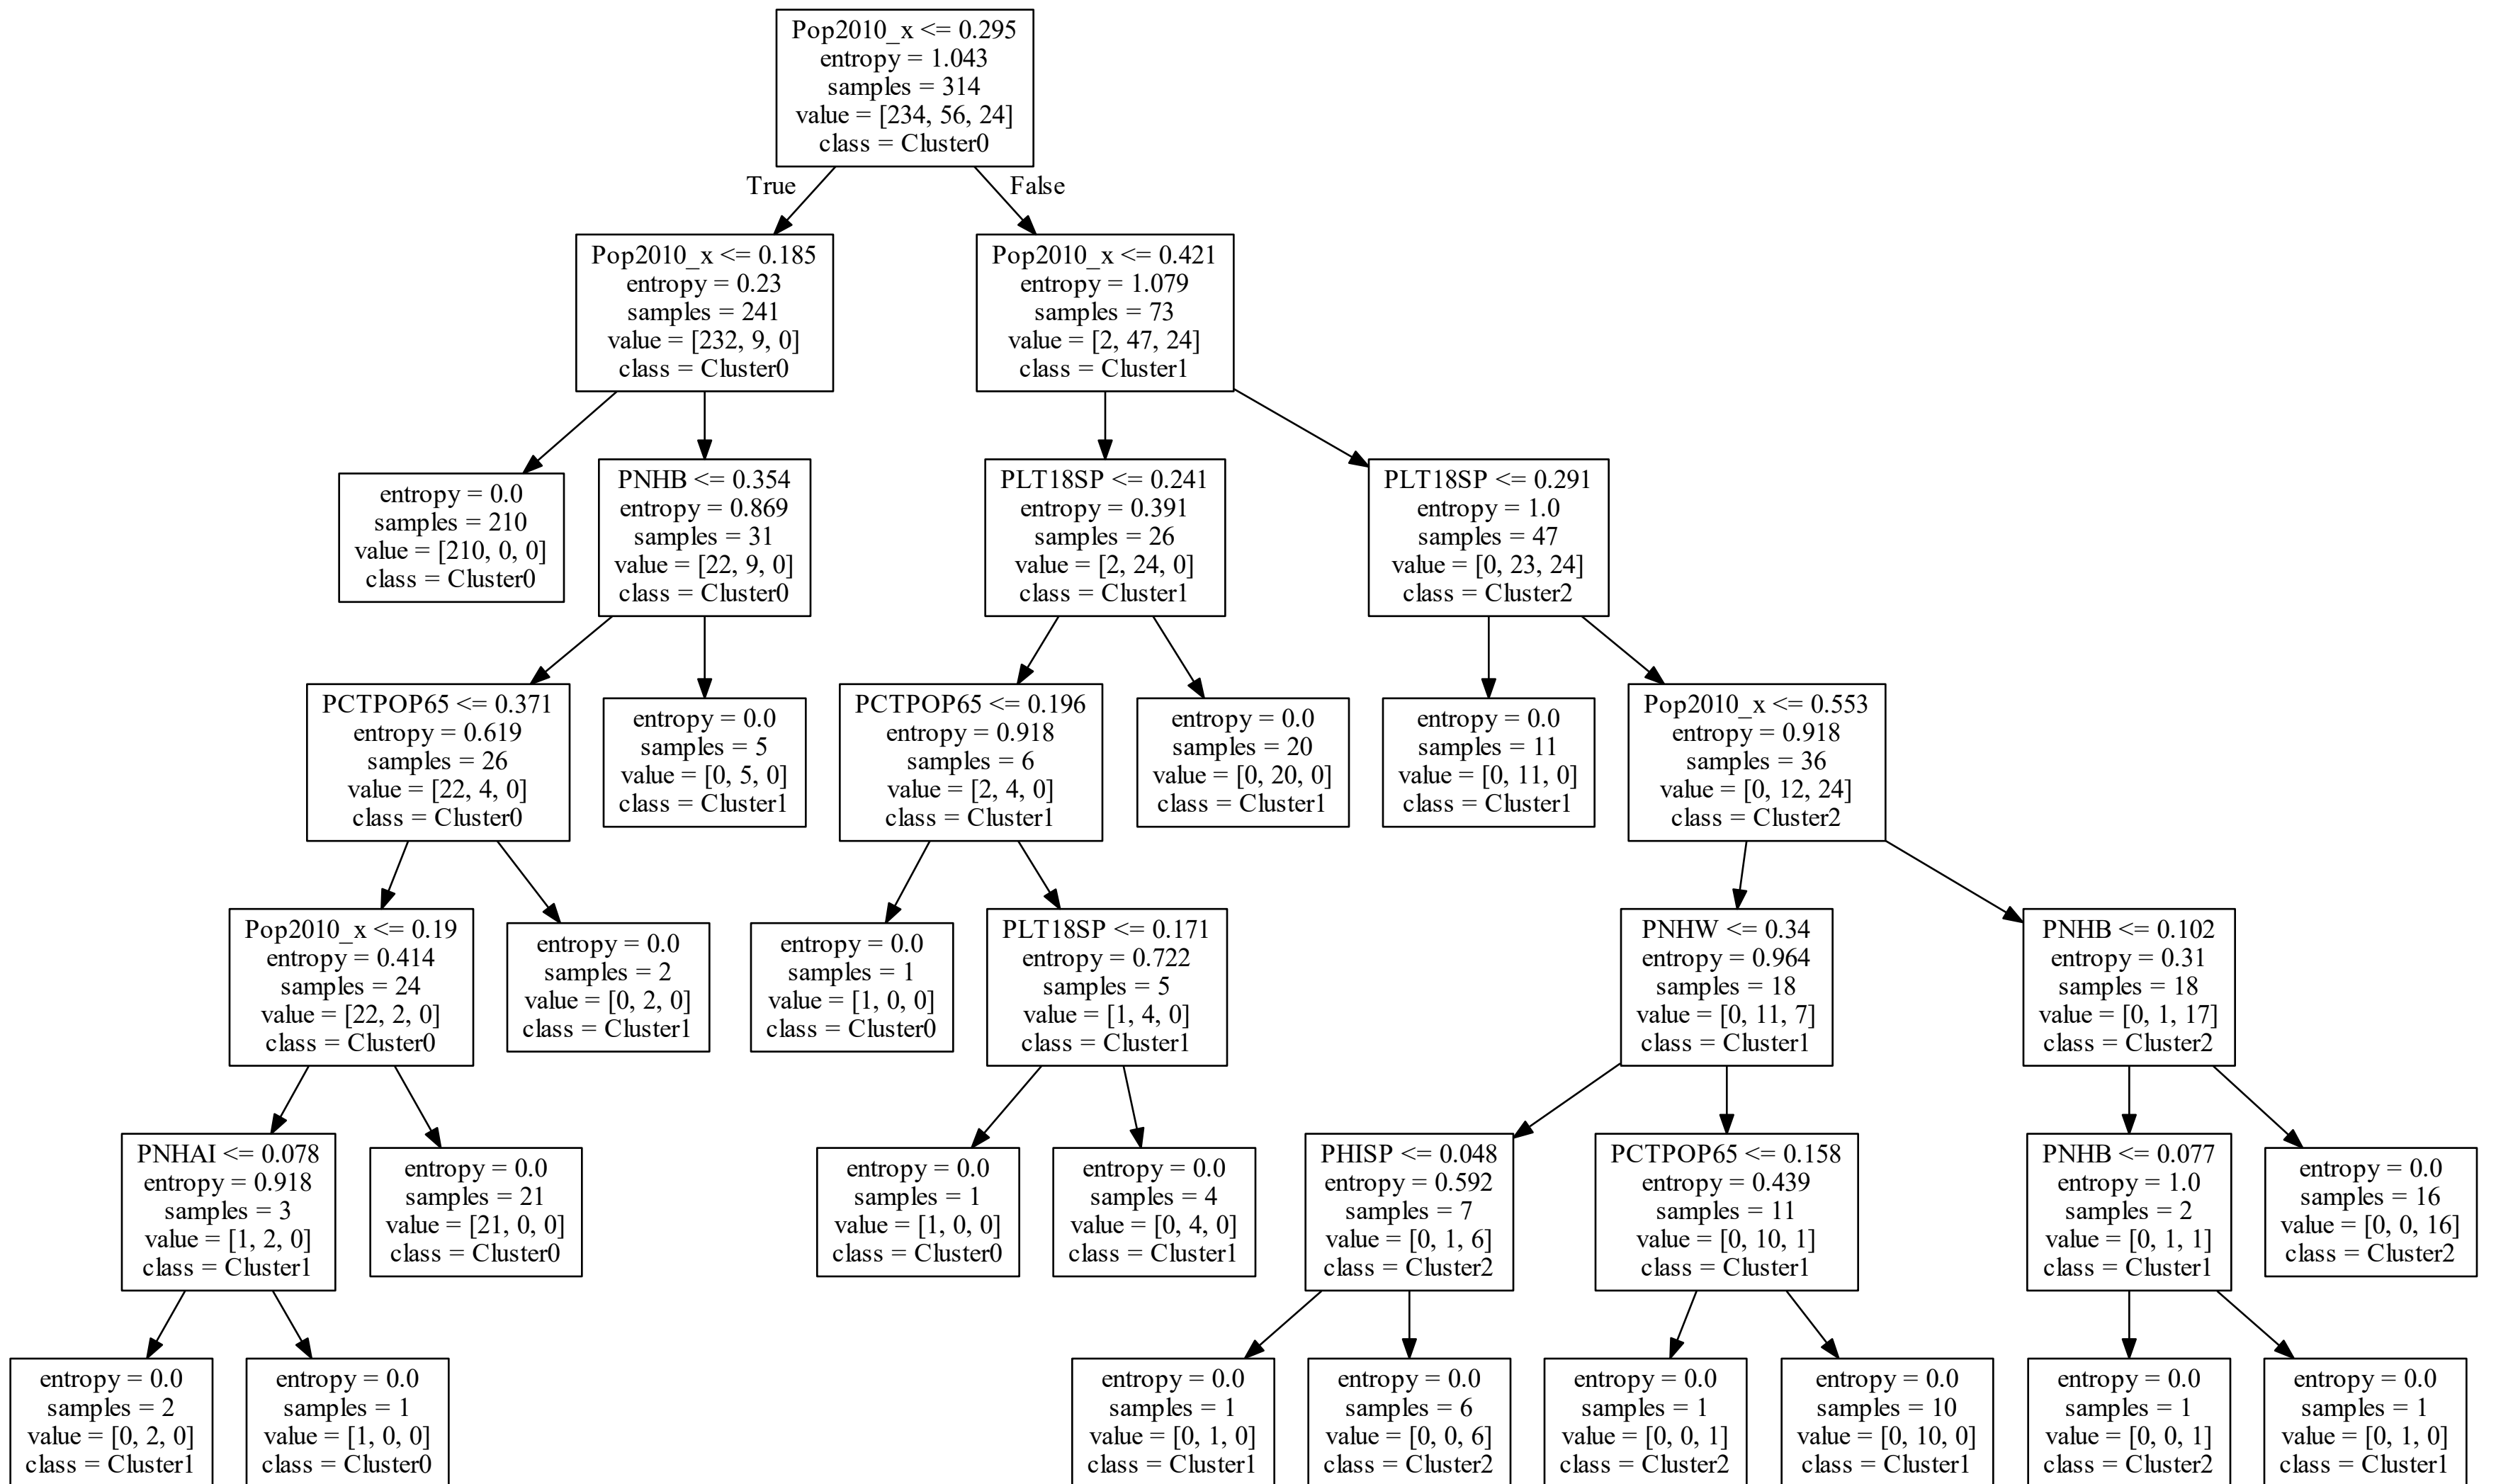 Pop2010_x <= 0.295
entropy = 1.043
samples = 314
value = [234, 56, 24]
class = Cluster0
True
False
Pop2010_x <= 0.185
entropy = 0.23
samples = 241
value = [232, 9, 0]
class = Cluster0
Pop2010_x <= 0.421
entropy = 1.079
samples = 73
value = [2, 47, 24]
class = Cluster1
entropy = 0.0
samples = 210
value = [210, 0, 0]
class = Cluster0
PNHB <= 0.354
entropy = 0.869
samples = 31
value = [22, 9, 0]
class = Cluster0
PLT18SP <= 0.241
entropy = 0.391
samples = 26
value = [2, 24, 0]
class = Cluster1
PLT18SP <= 0.291
entropy = 1.0
samples = 47
value = [0, 23, 24]
class = Cluster2
PCTPOP65 <= 0.371
entropy = 0.619
samples = 26
value = [22, 4, 0]
class = Cluster0
entropy = 0.0
samples = 5
value = [0, 5, 0]
class = Cluster1
PCTPOP65 <= 0.196
entropy = 0.918
samples = 6
value = [2, 4, 0]
class = Cluster1
entropy = 0.0
samples = 20
value = [0, 20, 0]
class = Cluster1
entropy = 0.0
samples = 11
value = [0, 11, 0]
class = Cluster1
Pop2010_x <= 0.553
entropy = 0.918
samples = 36
value = [0, 12, 24]
class = Cluster2
Pop2010_x <= 0.19
entropy = 0.414
samples = 24
value = [22, 2, 0]
class = Cluster0
entropy = 0.0
samples = 2
value = [0, 2, 0]
class = Cluster1
entropy = 0.0
samples = 1
value = [1, 0, 0]
class = Cluster0
PLT18SP <= 0.171
entropy = 0.722
samples = 5
value = [1, 4, 0]
class = Cluster1
PNHW <= 0.34
entropy = 0.964
samples = 18
value = [0, 11, 7]
class = Cluster1
PNHB <= 0.102
entropy = 0.31
samples = 18
value = [0, 1, 17]
class = Cluster2
PNHAI <= 0.078
entropy = 0.918
samples = 3
value = [1, 2, 0]
class = Cluster1
entropy = 0.0
samples = 21
value = [21, 0, 0]
class = Cluster0
entropy = 0.0
samples = 1
value = [1, 0, 0]
class = Cluster0
entropy = 0.0
samples = 4
value = [0, 4, 0]
class = Cluster1
PHISP <= 0.048
entropy = 0.592
samples = 7
value = [0, 1, 6]
class = Cluster2
PCTPOP65 <= 0.158
entropy = 0.439
samples = 11
value = [0, 10, 1]
class = Cluster1
PNHB <= 0.077
entropy = 1.0
samples = 2
value = [0, 1, 1]
class = Cluster1
entropy = 0.0
samples = 16
value = [0, 0, 16]
class = Cluster2
entropy = 0.0
samples = 2
value = [0, 2, 0]
class = Cluster1
entropy = 0.0
samples = 1
value = [1, 0, 0]
class = Cluster0
entropy = 0.0
samples = 1
value = [0, 1, 0]
class = Cluster1
entropy = 0.0
samples = 6
value = [0, 0, 6]
class = Cluster2
entropy = 0.0
samples = 1
value = [0, 0, 1]
class = Cluster2
entropy = 0.0
samples = 10
value = [0, 10, 0]
class = Cluster1
entropy = 0.0
samples = 1
value = [0, 0, 1]
class = Cluster2
entropy = 0.0
samples = 1
value = [0, 1, 0]
class = Cluster1